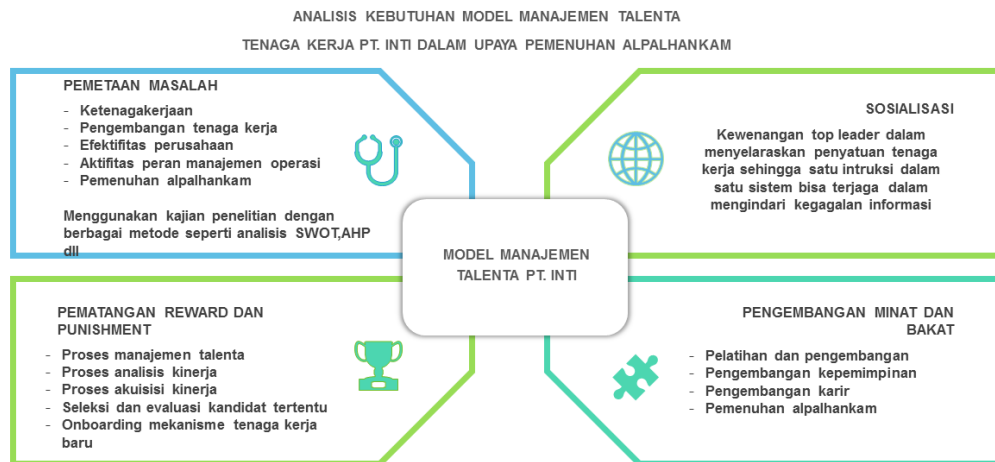 ANALISIS KEBUTUHAN MODEL MANAJEMEN TALENTA
TENAGA KERJA PT. INTI DALAM UPAYA PEMENUHAN ALPALHANKAM
PEMETAAN MASALAH
- Ketenagakerjaan
- Pengembangan tenaga kerja
- Efektifitas perusahaan
- Aktifitas peran manajemen operasi
- Pemenuhan alpalhankam
Menggunakan kajian penelitian dengan
berbagai metode seperti analisis SWOT,AHP
dll
SOSIALISASI
Kewenangan top leader dalam
menyelaraskan penyatuan tenaga
kerja sehingga satu intruksi dalam
satu sistem bisa terjaga dalam
mengindari kegagalan informasi
MODEL MANAJEMEN
TALENTA PT. INTI
PEMATANGAN REWARD DAN
PUNISHMENT
- Proses manajemen talenta
- Proses analisis kinerja
- Proses akuisisi kinerja
- Seleksi dan evaluasi kandidat tertentu
- Onboarding mekanisme tenaga kerja
baru
PENGEMBANGAN MINAT DAN
BAKAT
- Pelatihan dan pengembangan
- Pengembangan kepemimpinan
- Pengembangan karir
- Pemenuhan alpalhankam